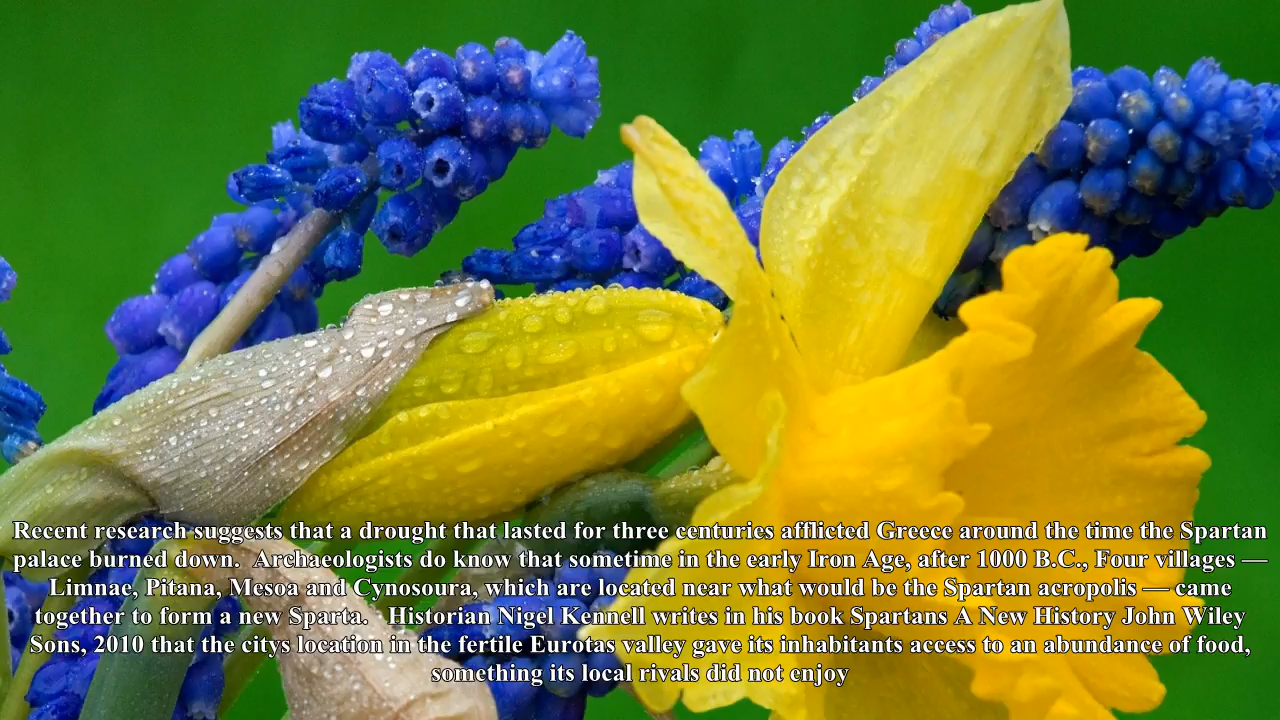 Recent research suggests that a drought that lasted for three centuries afflicted Greece around the time the Spartan
palace burned down.  Archaeologists do know that sometime in the early Iron Age, after 1000 B.C., Four villages —
Limnae, Pitana, Mesoa and Cynosoura, which are located near what would be the Spartan acropolis — came
together to form a new Sparta.   Historian Nigel Kennell writes in his book Spartans A New History John Wiley
Sons, 2010 that the citys location in the fertile Eurotas valley gave its inhabitants access to an abundance of food,
something its local rivals did not enjoy